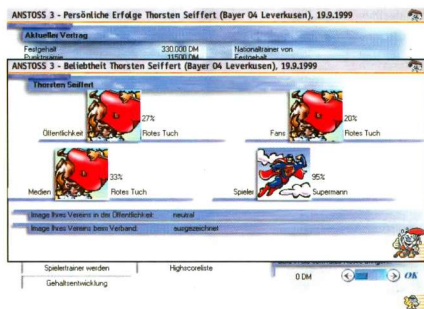 ANSTOSS 3 - Persönliche Erfolge Thorsten Seiffert (Bayer 04 Leverkusen), 19.9.1999
Aktueller Vertrag
Festgehalt 330.000 DM Nationaltrainer von
Punktprämie 11500 DM Festgehalt
ANSTOSS 3 - Beliebtheit Thorsten Seiffert (Bayer 04 Leverkusen), 19.9.1999
Thorsten Seiffert
27% 20%
Öffentlichkeit Rotes Tuch Fans Rotes Tuch
33% 95%
Medien Rotes Tuch Spieler Supermann
Image Ihres Vereins in der Öffentlichkeit: neutral
Image Ihres Vereins beim Verband: ausgezeichnet
Spielertrainer werden Highscoreliste
0 DM OK
Gehaltsentwicklung